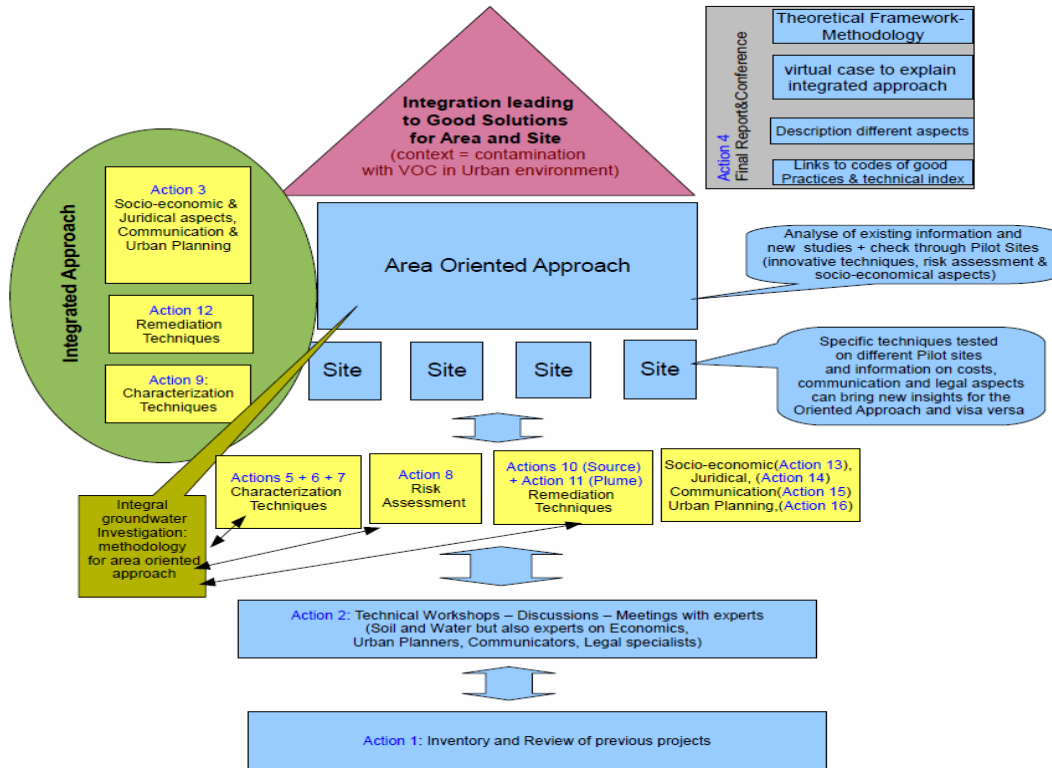 Theoretical Framework-
Methodology
virtual case to explain
integrated approach
Description different aspects
Links to codes of good
Practices & technical index
Action 4
Final Report&Conference
Integration leading
to Good Solutions
for Area and Site
(context = contamination
with VOC in Urban environment)
Integrated Approach
Action 3
Socio-economic &
Juridical aspects,
Communication &
Urban Planning
Action 12
Remediation
Techniques
Action 9:
Characterization
Techniques
Area Oriented Approach
Analyse of existing information and
new studies + check through Pilot Sites
(innovative techniques, risk assessment &
socio-economical aspects)
Site
Site
Site
Site
Specific techniques tested
on different Pilot sites
and information on costs,
communication and legal aspects
can bring new insights for the
Oriented Approach and visa versa
Integral
groundwater
Investigation:
methodology
for area oriented
approach
Actions 5 + 6 + 7
Characterization
Techniques
Action 8
Risk
Assessment
Actions 10 (Source)
+ Action 11 (Plume)
Remediation
Techniques
Socio-economic(Action 13),
Juridical, (Action 14)
Communication(Action 15)
Urban Planning,(Action 16)
Action 2: Technical Workshops – Discussions – Meetings with experts
(Soil and Water but also experts on Economics,
Urban Planners, Communicators, Legal specialists)
Action 1: Inventory and Review of previous projects